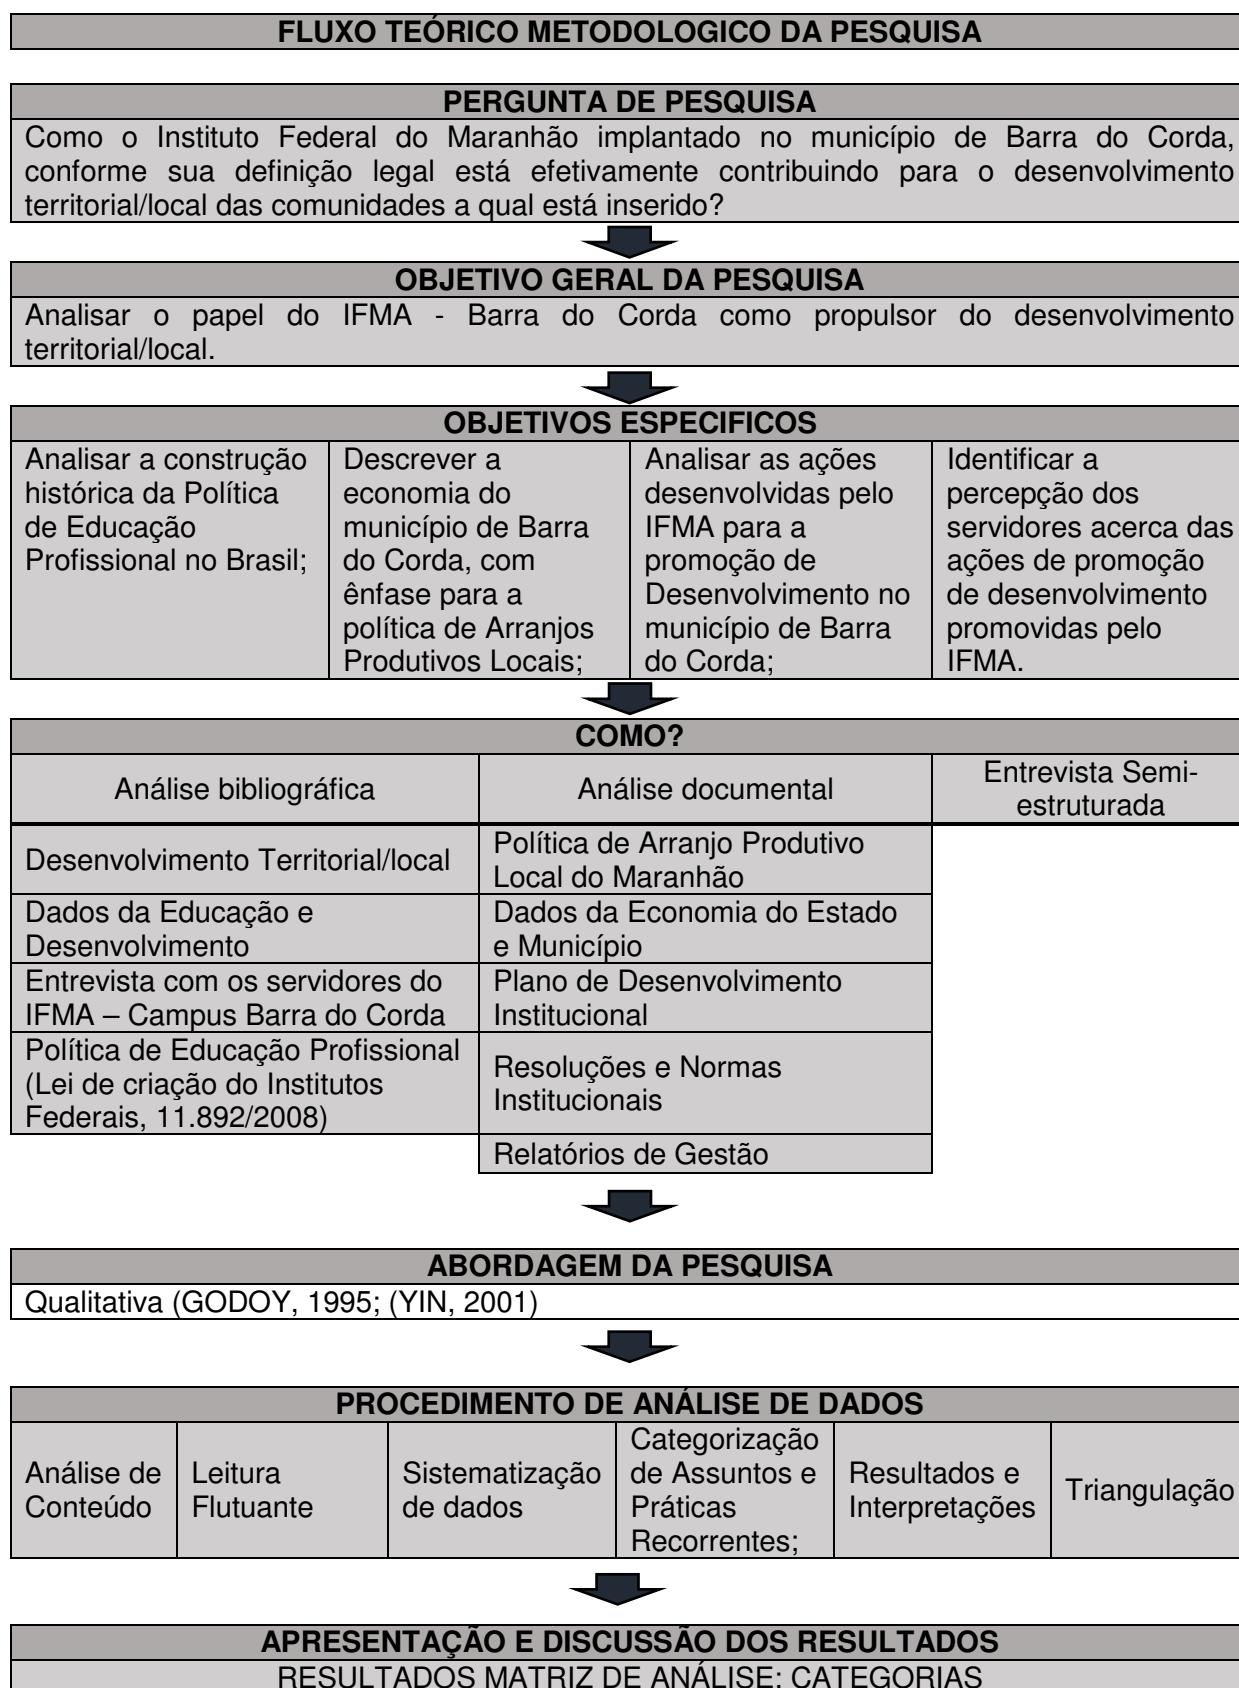 FLUXO TEÓRICO METODOLOGICO DA PESQUISA
PERGUNTA DE PESQUISA
Como o Instituto Federal do Maranhão implantado no município de Barra do Corda,
conforme sua definição legal está efetivamente contribuindo para o desenvolvimento
territorial/local das comunidades a qual está inserido?
OBJETIVO GERAL DA PESQUISA
Analisar o papel do IFMA - Barra do Corda como propulsor do desenvolvimento
territorial/local.
OBJETIVOS ESPECIFICOS
Analisar a construção
histórica da Política
de Educação
Profissional no Brasil;
Descrever a
economia do
município de Barra
do Corda, com
ênfase para a
política de Arranjos
Produtivos Locais;
Analisar as ações
desenvolvidas pelo
IFMA para a
promoção de
Desenvolvimento no
município de Barra
do Corda;
Identificar a
percepção dos
servidores acerca das
ações de promoção
de desenvolvimento
promovidas pelo
IFMA.
COMO?
Análise bibliográfica
Análise documental
Entrevista Semi-
estruturada
Desenvolvimento Territorial/local
Política de Arranjo Produtivo
Local do Maranhão
Dados da Educação e
Desenvolvimento
Dados da Economia do Estado
e Município
Entrevista com os servidores do
IFMA – Campus Barra do Corda
Plano de Desenvolvimento
Institucional
Política de Educação Profissional
(Lei de criação do Institutos
Federais, 11.892/2008)
Resoluções e Normas
Institucionais
Relatórios de Gestão
ABORDAGEM DA PESQUISA
Qualitativa (GODOY, 1995; (YIN, 2001)
PROCEDIMENTO DE ANÁLISE DE DADOS
Análise de
Conteúdo
Leitura
Flutuante
Sistematização
de dados
Categorização
de Assuntos e
Práticas
Recorrentes;
Resultados e
Interpretações
Triangulação
APRESENTAÇÃO E DISCUSSÃO DOS RESULTADOS
RESULTADOS MATRIZ DE ANÁLISE: CATEGORIAS